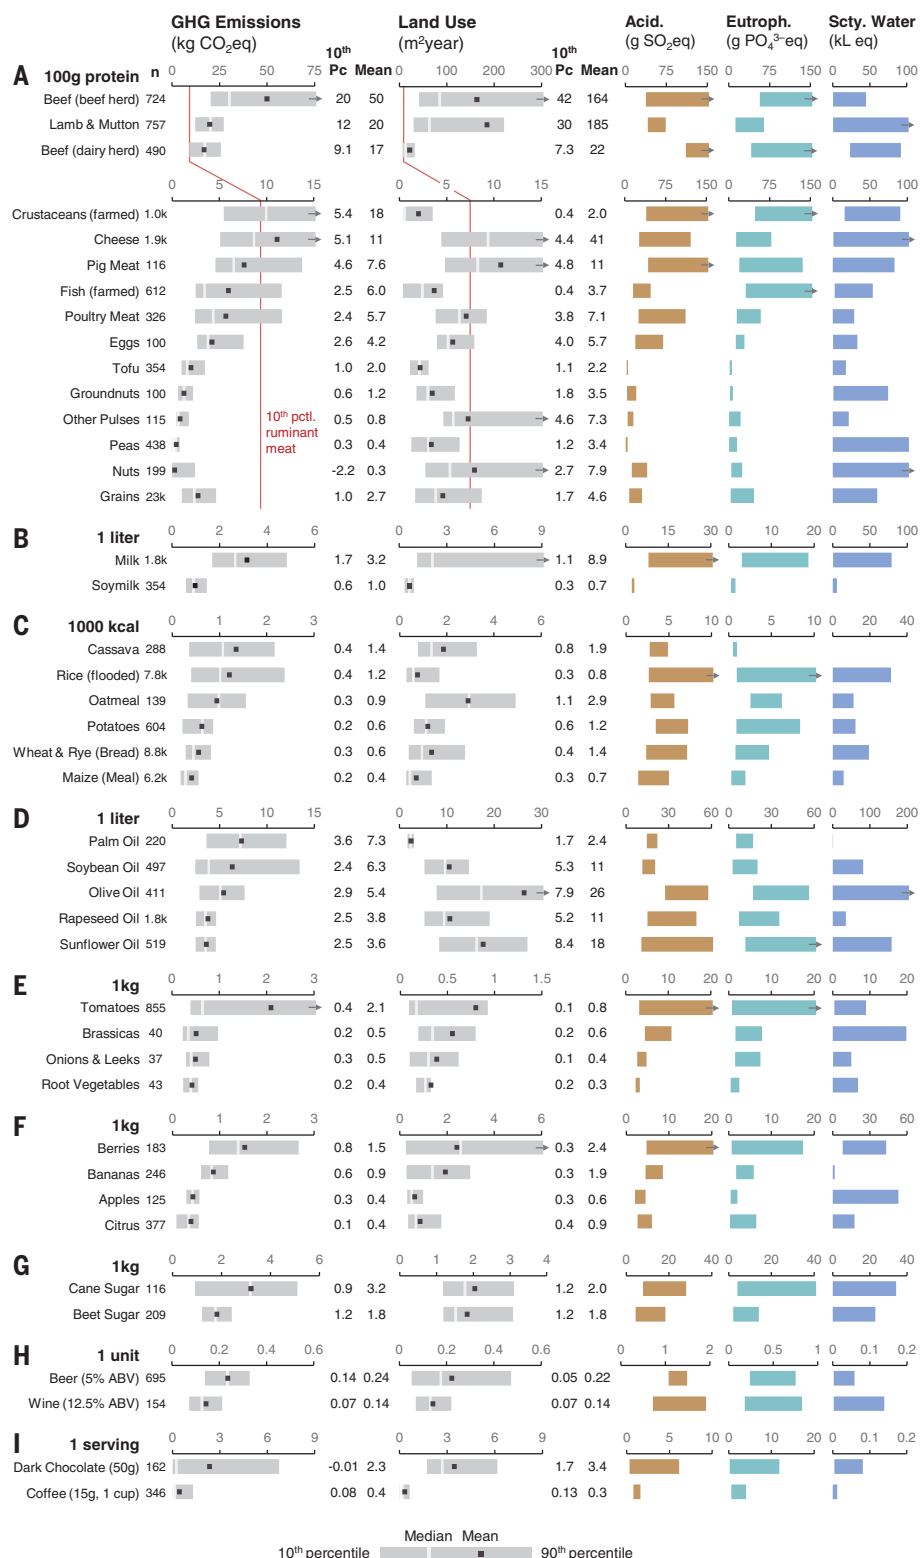 GHG Emissions Land Use Acid. Eutroph. Scty. Water
(kg CO₂eq) 10th (m²year) 10th (g SO₂eq) (g PO₄³⁻eq) (kL eq)
A 100g protein n 0 25 50 75 Pc Mean 0 100 200 300 Pc Mean 0 75 150 0 75 150 0 50 100
Beef (beef herd) 724 20 50 42 164
Lamb & Mutton 757 12 20 30 185
Beef (dairy herd) 490 9.1 17 7.3 22
0 5 10 15 0 5 10 15 0 75 150 0 75 150 0 50 100
Crustaceans (farmed) 1.0k 5.4 18 0.4 2.0
Cheese 1.9k 5.1 11 4.4 41
Pig Meat 116 4.6 7.6 4.8 11
Fish (farmed) 612 2.5 6.0 0.4 3.7
Poultry Meat 326 2.4 5.7 3.8 7.1
Eggs 100 2.6 4.2 4.0 5.7
Tofu 354 1.0 2.0 1.1 2.2
Groundnuts 100 0.6 1.2 1.8 3.5
Other Pulses 115 10th pctl. 0.5 0.8 4.6 7.3
ruminant
Peas 438 meat 0.3 0.4 1.2 3.4
Nuts 199 -2.2 0.3 2.7 7.9
Grains 23k 1.0 2.7 1.7 4.6
B 1 liter 0 2 4 6 0 3 6 9 0 15 30 0 10 20 0 50 100
Milk 1.8k 1.7 3.2 1.1 8.9
Soymilk 354 0.6 1.0 0.3 0.7
C 1000 kcal 0 1 2 3 0 2 4 6 0 5 10 0 5 10 0 20 40
Cassava 288 0.4 1.4 0.8 1.9
Rice (flooded) 7.8k 0.4 1.2 0.3 0.8
Oatmeal 139 0.3 0.9 1.1 2.9
Potatoes 604 0.2 0.6 0.6 1.2
Wheat & Rye (Bread) 8.8k 0.3 0.6 0.4 1.4
Maize (Meal) 6.2k 0.2 0.4 0.3 0.7
D 1 liter 0 5 10 15 0 10 20 30 0 30 60 0 30 60 0 100 200
Palm Oil 220 3.6 7.3 1.7 2.4
Soybean Oil 497 2.4 6.3 5.3 11
Olive Oil 411 2.9 5.4 7.9 26
Rapeseed Oil 1.8k 2.5 3.8 5.2 11
Sunflower Oil 519 2.5 3.6 8.4 18
E 1kg 0 1 2 3 0 0.5 1 1.5 0 10 20 0 10 20 0 100 200
Tomatoes 855 0.4 2.1 0.1 0.8
Brassicas 40 0.2 0.5 0.2 0.6
Onions & Leeks 37 0.3 0.5 0.1 0.4
Root Vegetables 43 0.2 0.4 0.2 0.3
F 1kg 0 1 2 3 0 2 4 6 0 10 20 0 10 20 0 30 60
Berries 183 0.8 1.5 0.3 2.4
Bananas 246 0.6 0.9 0.3 1.9
Apples 125 0.3 0.4 0.3 0.6
Citrus 377 0.1 0.4 0.4 0.9
G 1kg 0 2 4 6 0 1 2 3 4 0 20 40 0 20 40 0 20 40
Cane Sugar 116 0.9 3.2 1.2 2.0
Beet Sugar 209 1.2 1.8 1.2 1.8
H 1 unit 0 0.2 0.4 0.6 0 0.2 0.4 0.6 0 1 2 0 0.5 1 0 0.1 0.2
Beer (5% ABV) 695 0.14 0.24 0.05 0.22
Wine (12.5% ABV) 154 0.07 0.14 0.07 0.14
I 1 serving 0 3 6 9 0 3 6 9 0 5 10 0 10 20 0 1 2
Dark Chocolate (50g) 162 -0.01 2.3 1.7 3.4
Coffee (15g, 1 cup) 346 0.08 0.4 0.13 0.3
Median Mean
10th percentile 90th percentile